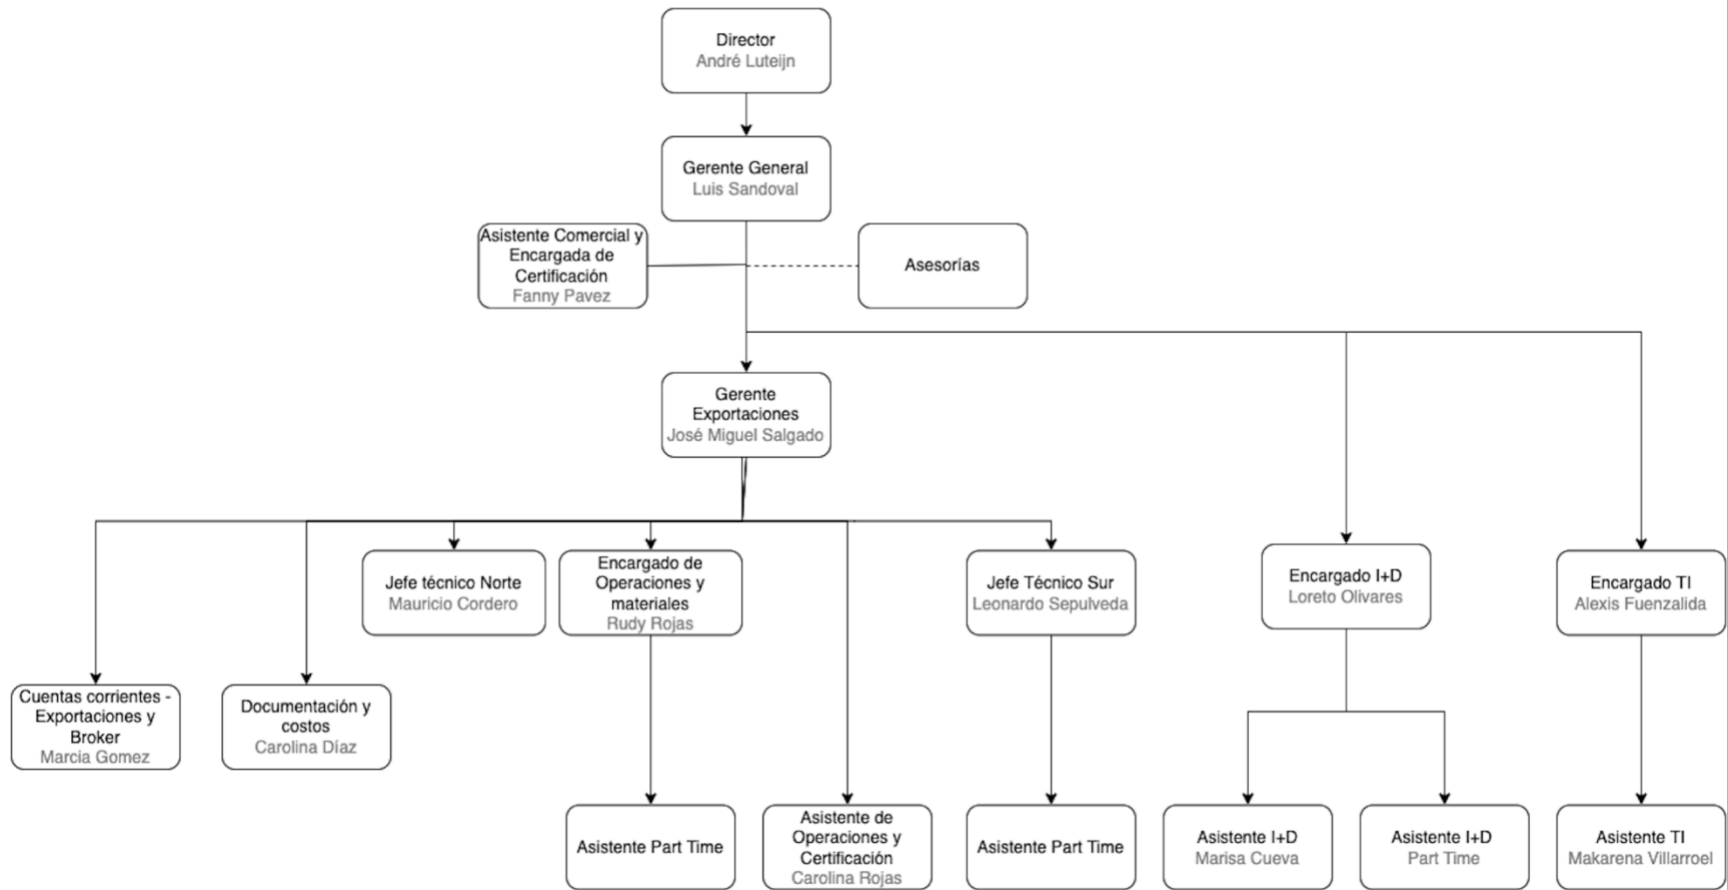 Director
André Luteijn
Gerente General
Luis Sandoval
Asistente Comercial y
Encargada de
Certificación
Fanny Pavez
Asesorías
Gerente
Exportaciones
José Miguel Salgado
Jefe técnico Norte
Mauricio Cordero
Encargado de
Operaciones y
materiales
Rudy Rojas
Jefe Técnico Sur
Leonardo Sepulveda
Encargado I+D
Loreto Olivares
Encargado TI
Alexis Fuenzalida
Cuentas corrientes -
Exportaciones y
Broker
Marcia Gomez
Documentación y
costos
Carolina Díaz
Asistente Part Time
Asistente de
Operaciones y
Certificación
Carolina Rojas
Asistente Part Time
Asistente I+D
Marisa Cueva
Asistente I+D
Part Time
Asistente TI
Makarena Villarroel